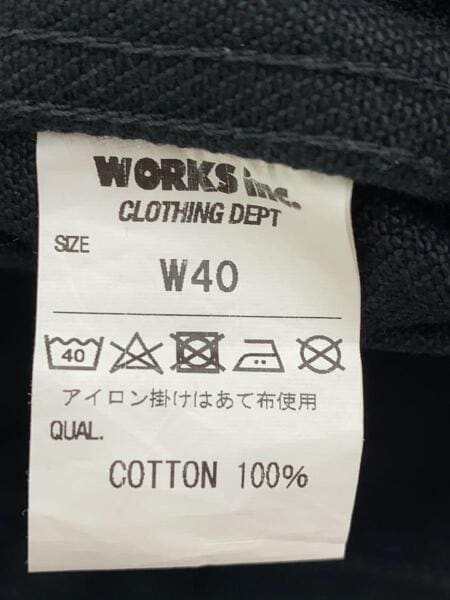 WORKS inc.
CLOTHING DEPT
SIZE
W40
40
アイロン掛けはあて布使用
QUAL.
COTTON 100%